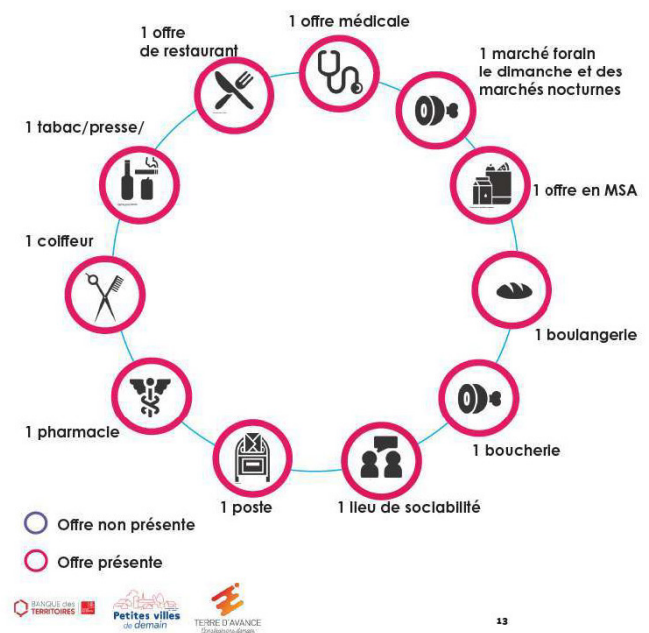 1 offre
de restaurant
1 offre médicale
1 marché forain
le dimanche et des
marchés nocturnes
1 tabac/presse/
1 offre en MSA
1 coiffeur
1 boulangerie
1 pharmacie
1 boucherie
1 poste
1 lieu de sociabilité
Offre non présente
Offre présente
BANQUE des
TERRITOIRES
Petites villes
de demain
TERRE D'AVANCE
13